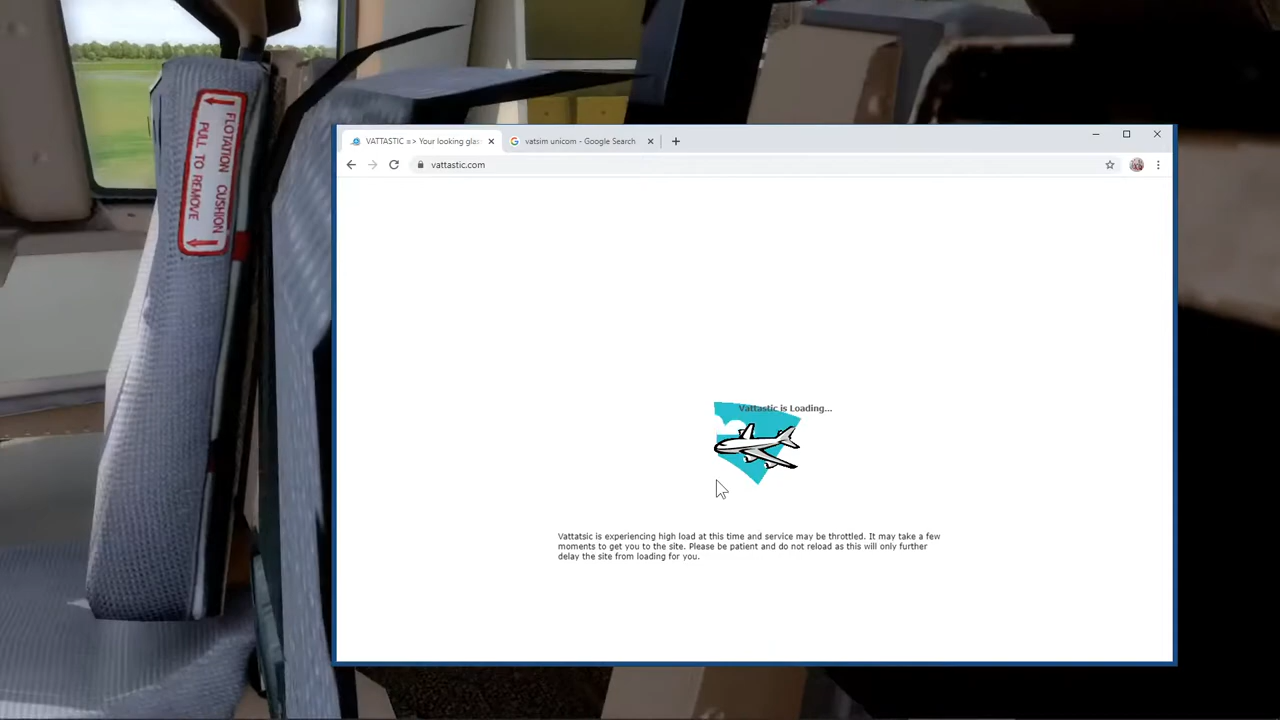 FLOTATION CUSHION
PULL TO REMOVE
VATTASTIC => Your looking glas
vatsim unicom - Google Search
vattastic.com
Vattastic is Loading...
Vattatsic is experiencing high load at this time and service may be throttled. It may take a few
moments to get you to the site. Please be patient and do not reload as this will only further
delay the site from loading for you.